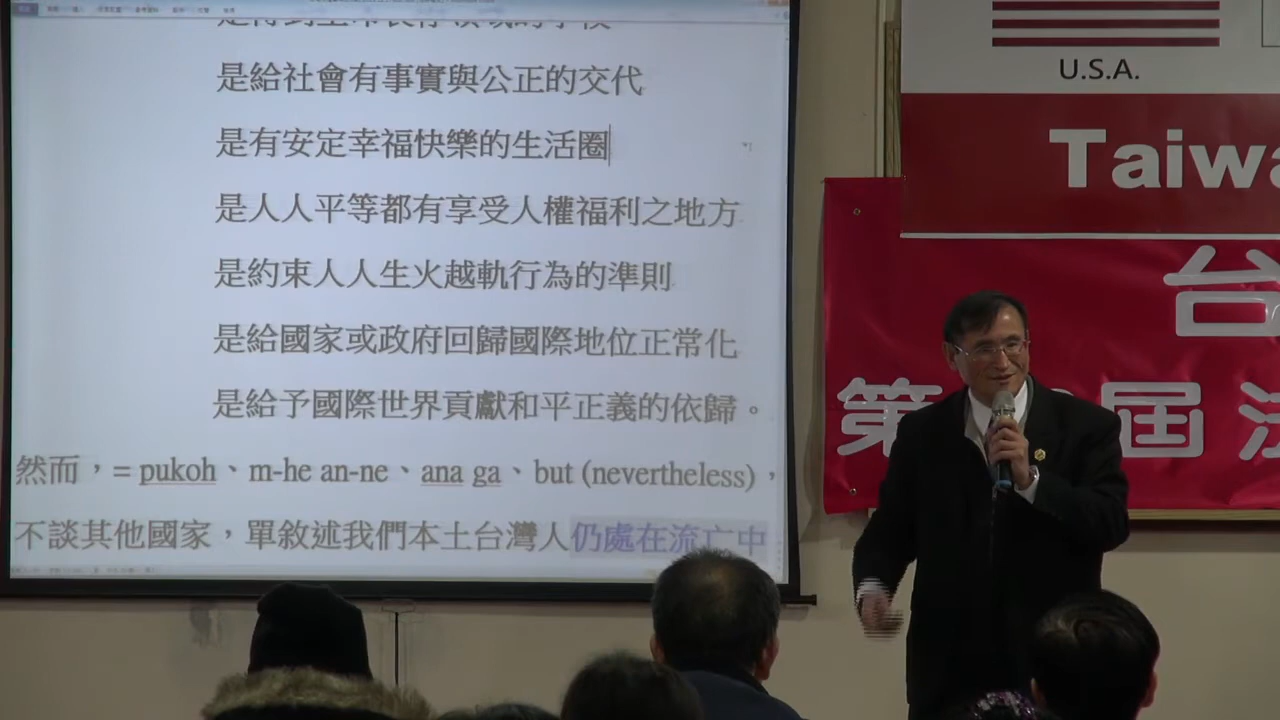 是給社會有事實與公正的交代
是有安定幸福快樂的生活圈
是人人平等都有享受人權福利之地方
是約束人人生火越軌行為的準則
是給國家或政府回歸國際地位正常化
是給予國際世界貢獻和平正義的依歸。
然而，= pukoh、m-he an-ne、ana ga、but (nevertheless)，
不談其他國家，單敘述我們本土台灣人仍處在流亡中
U.S.A.
Taiwa
台
第 屆 法